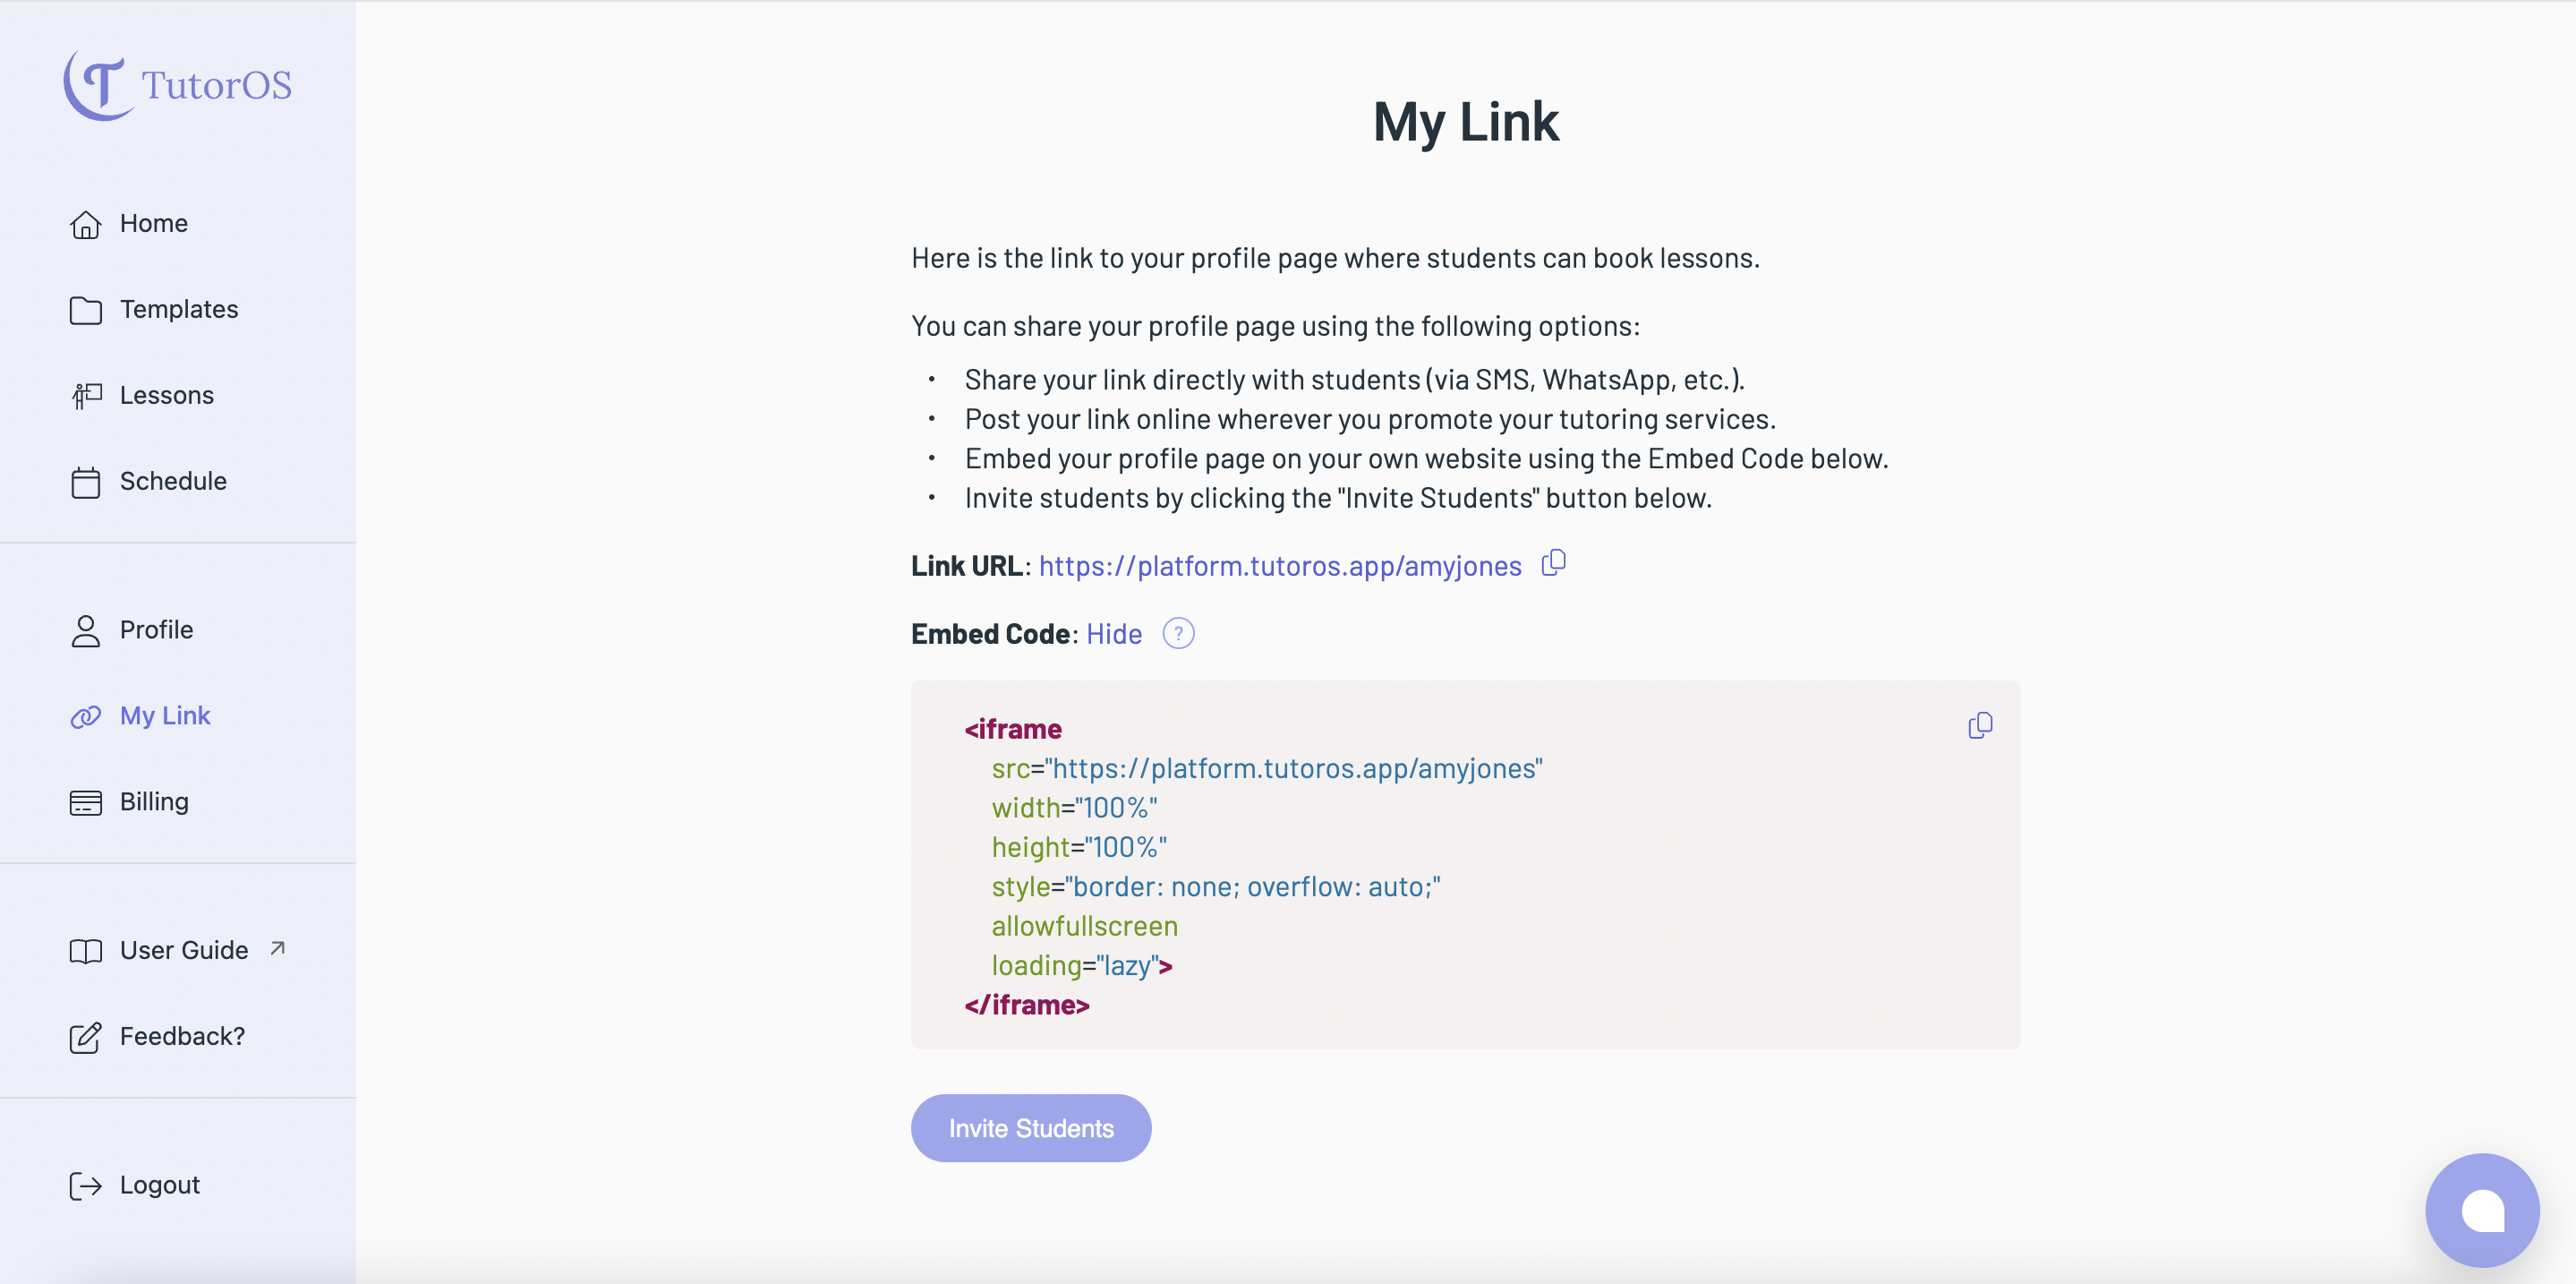 TutorOS
Home
Templates
Lessons
Schedule
Profile
My Link
Billing
User Guide
Feedback?
Logout
My Link
Here is the link to your profile page where students can book lessons.
You can share your profile page using the following options:
• Share your link directly with students (via SMS, WhatsApp, etc.).
• Post your link online wherever you promote your tutoring services.
• Embed your profile page on your own website using the Embed Code below.
• Invite students by clicking the "Invite Students" button below.
Link URL: https://platform.tutoros.app/amyjones
Embed Code: Hide ?
<iframe
src="https://platform.tutoros.app/amyjones"
width="100%"
height="100%"
style="border: none; overflow: auto;"
allowfullscreen
loading="lazy">
</iframe>
Invite Students